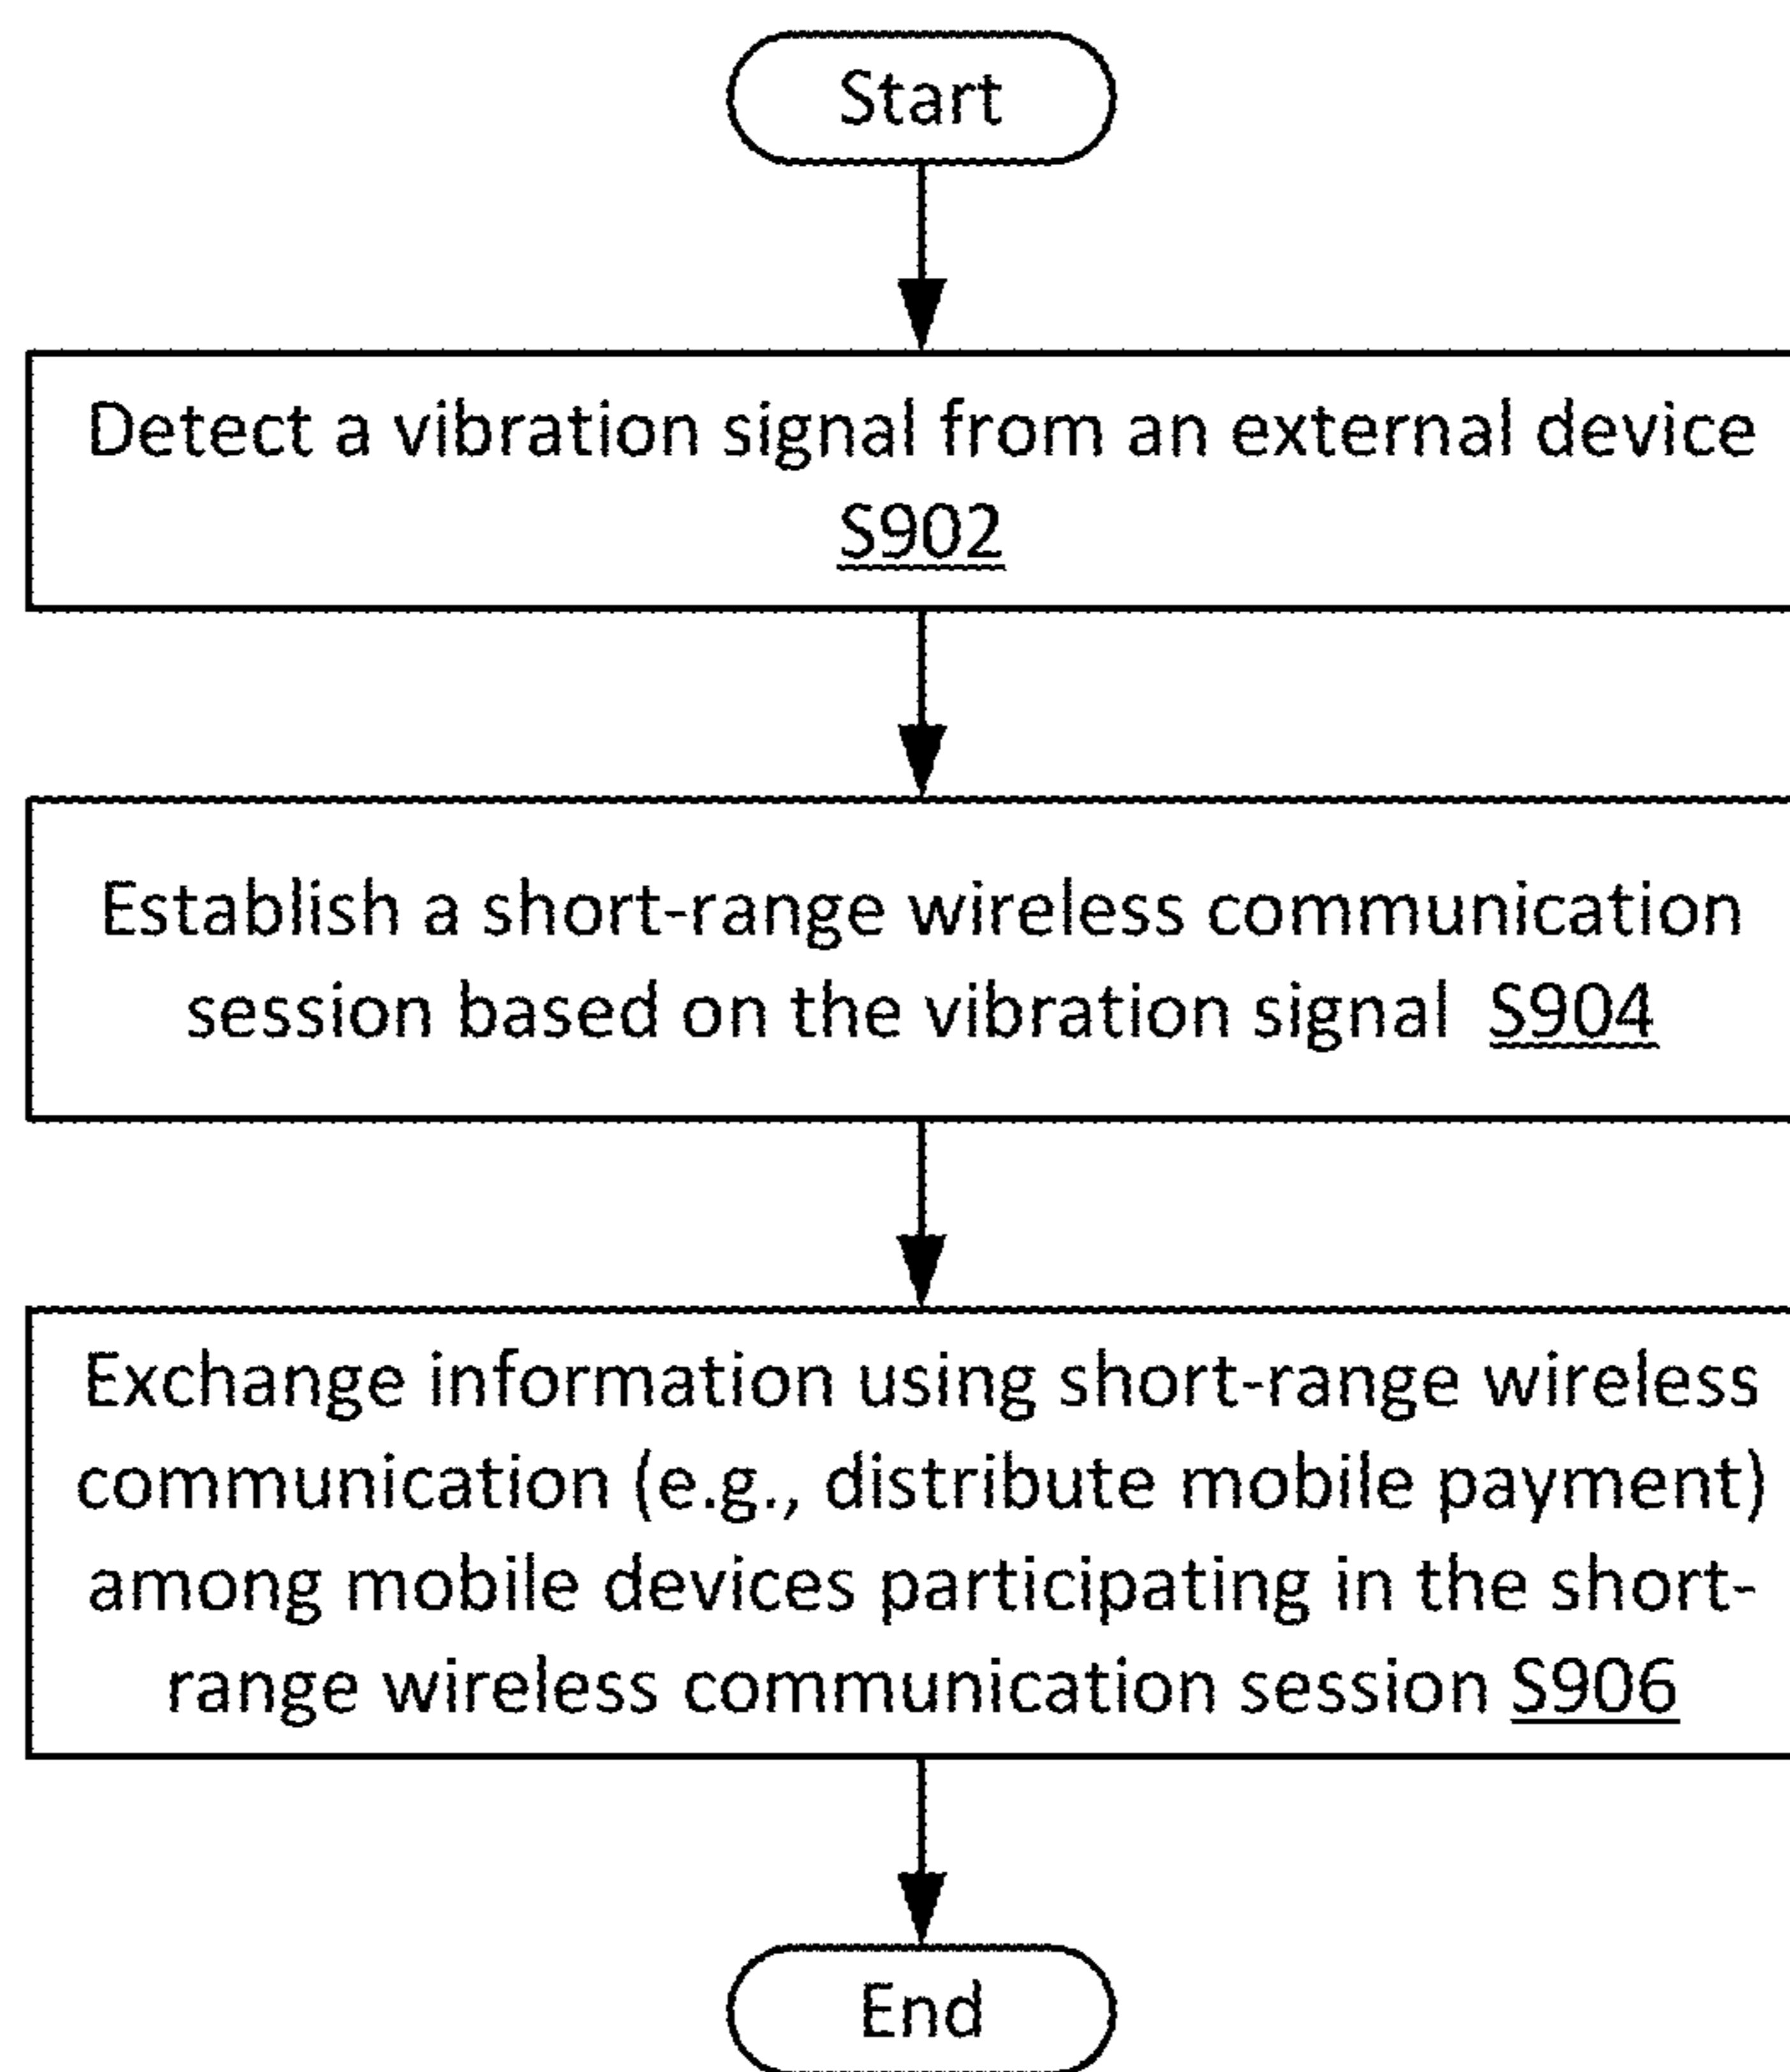 Start
Detect a vibration signal from an external device
S902
Establish a short-range wireless communication
session based on the vibration signal S904
Exchange information using short-range wireless
communication (e.g., distribute mobile payment)
among mobile devices participating in the short-
range wireless communication session S906
End